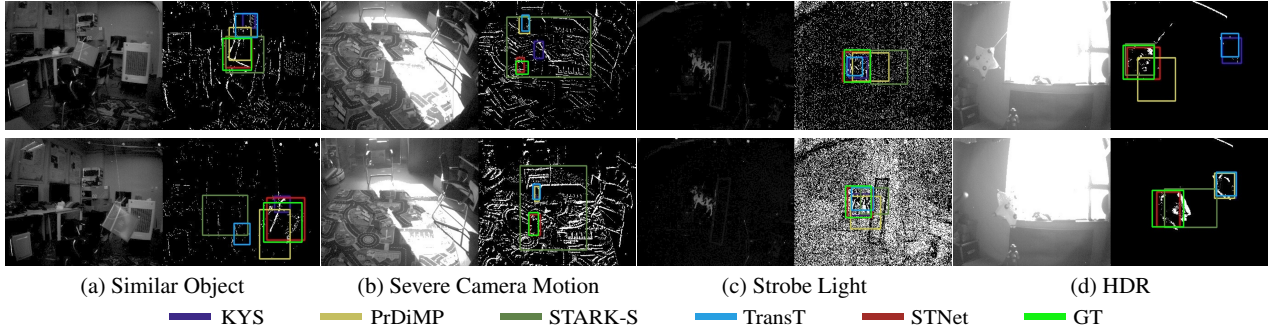 (a) Similar Object (b) Severe Camera Motion (c) Strobe Light (d) HDR
KYS PrDiMP STARK-S TransT STNet GT